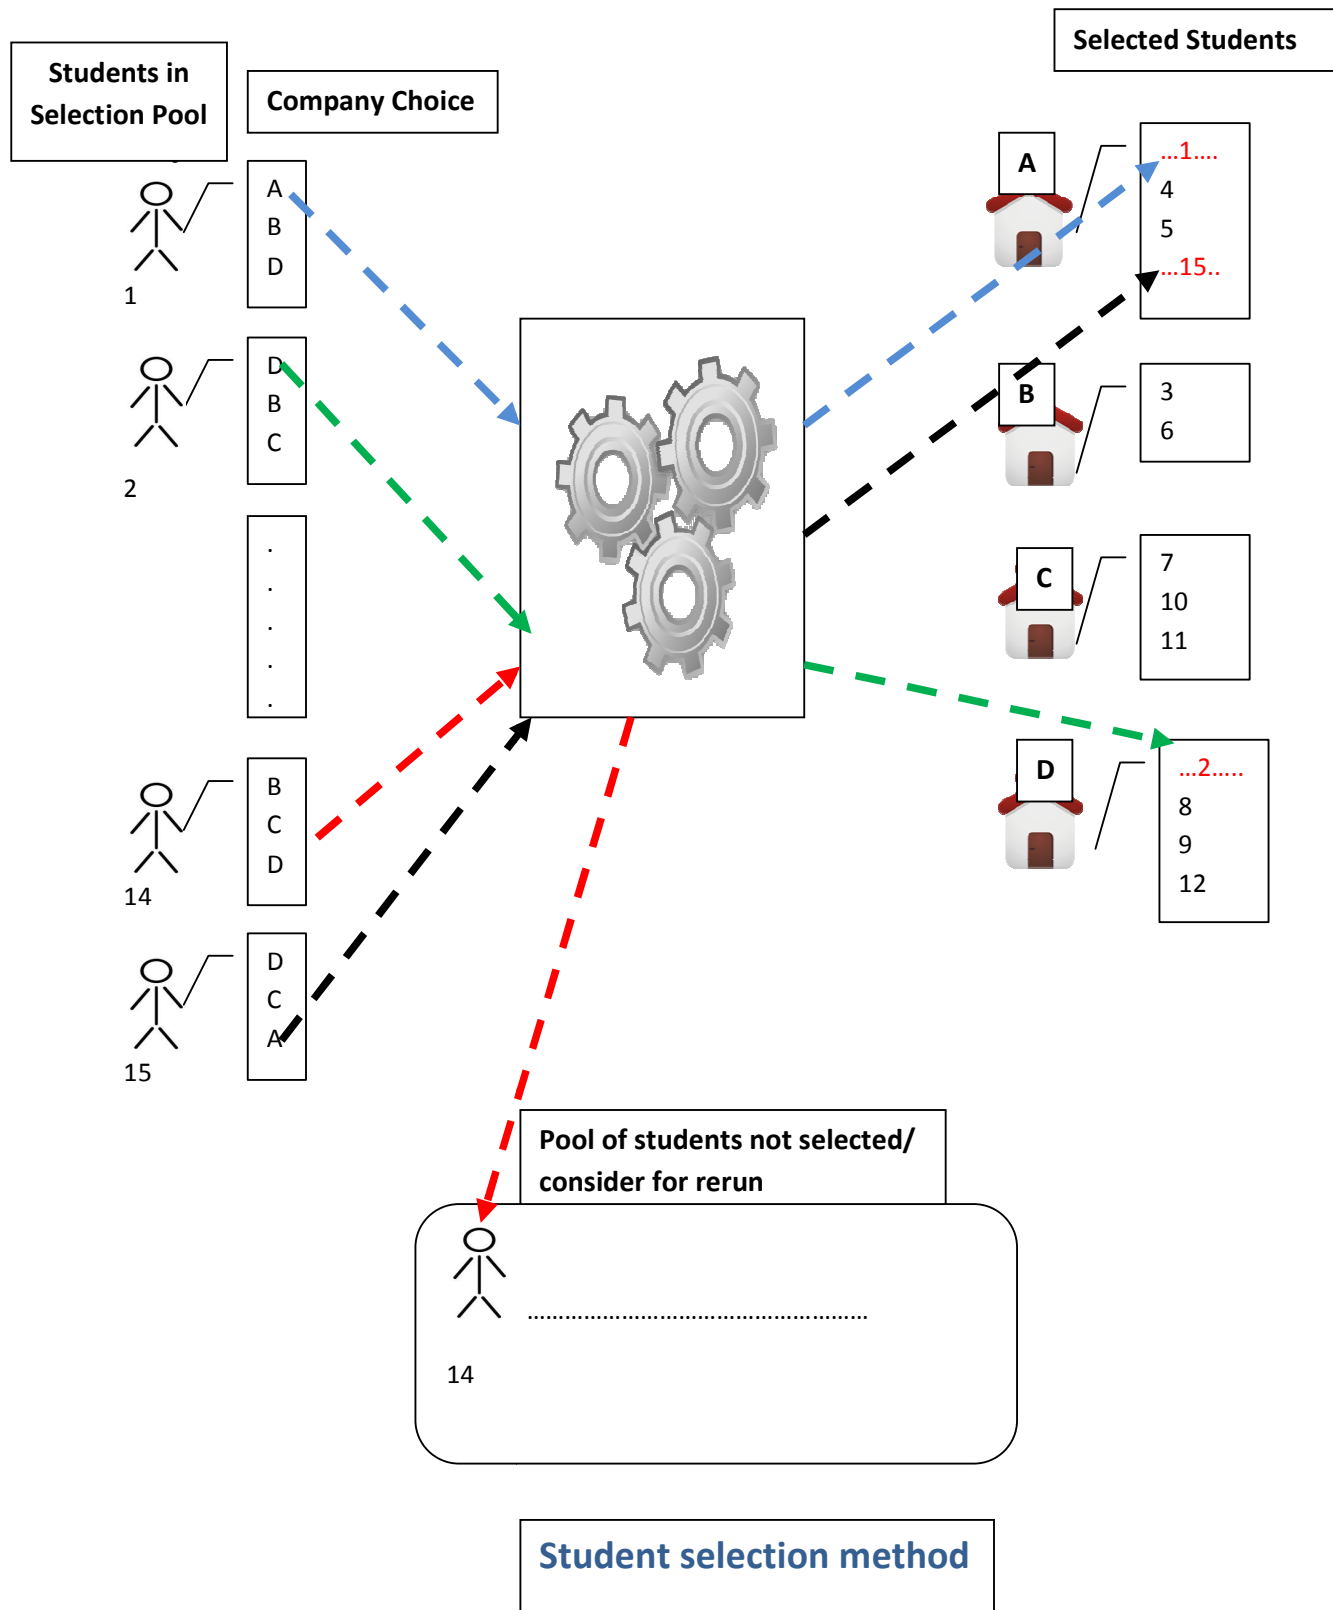 Students in
Selection Pool
Company Choice
Selected Students
A
B
D
1
D
B
C
2
.
.
.
.
.
B
C
D
14
D
C
A
15
A
…1….
4
5
…15..
B
3
6
C
7
10
11
D
…2…..
8
9
12
Pool of students not selected/
consider for rerun
………………………………………………
14
Student selection method